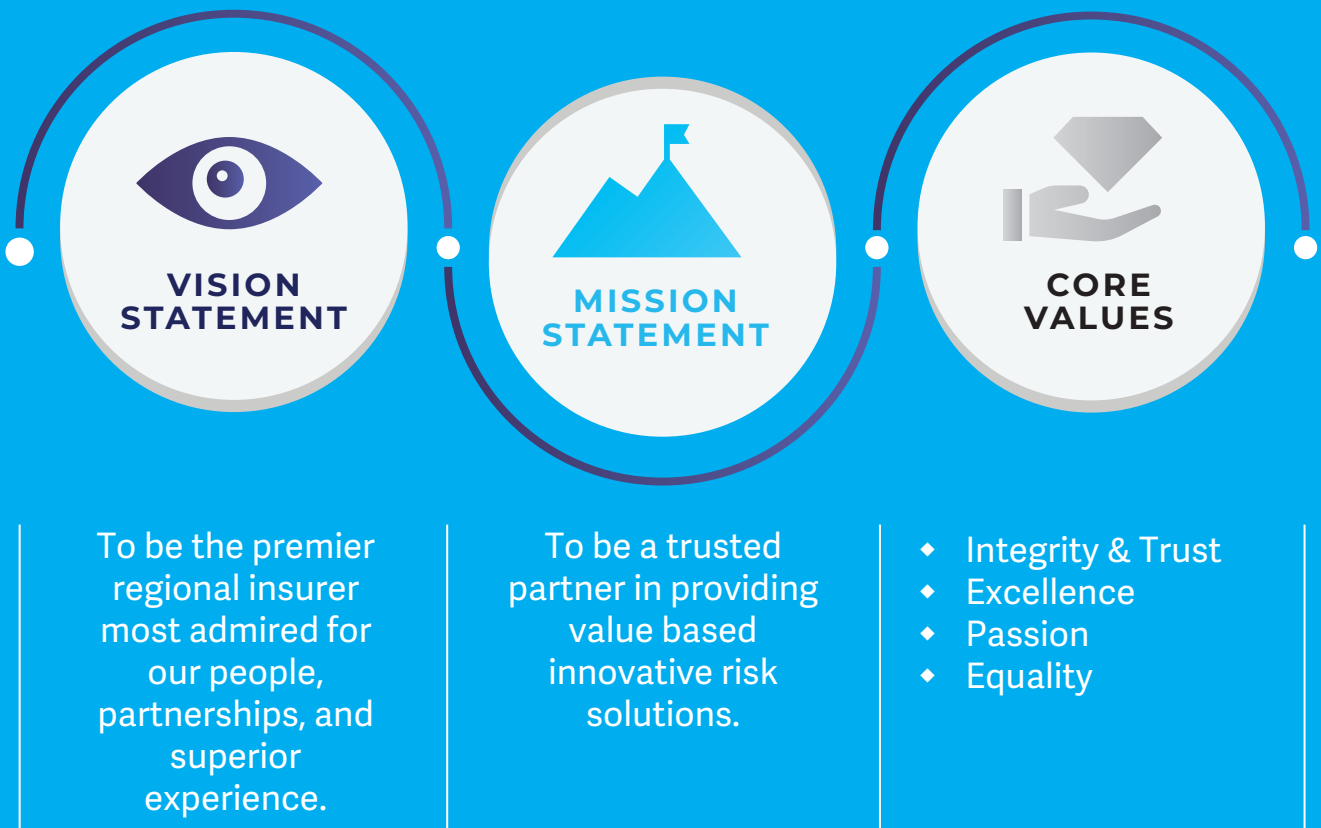 VISION
STATEMENT
To be the premier
regional insurer
most admired for
our people,
partnerships, and
superior
experience.
MISSION
STATEMENT
To be a trusted
partner in providing
value based
innovative risk
solutions.
CORE
VALUES
◆ Integrity & Trust
◆ Excellence
◆ Passion
◆ Equality